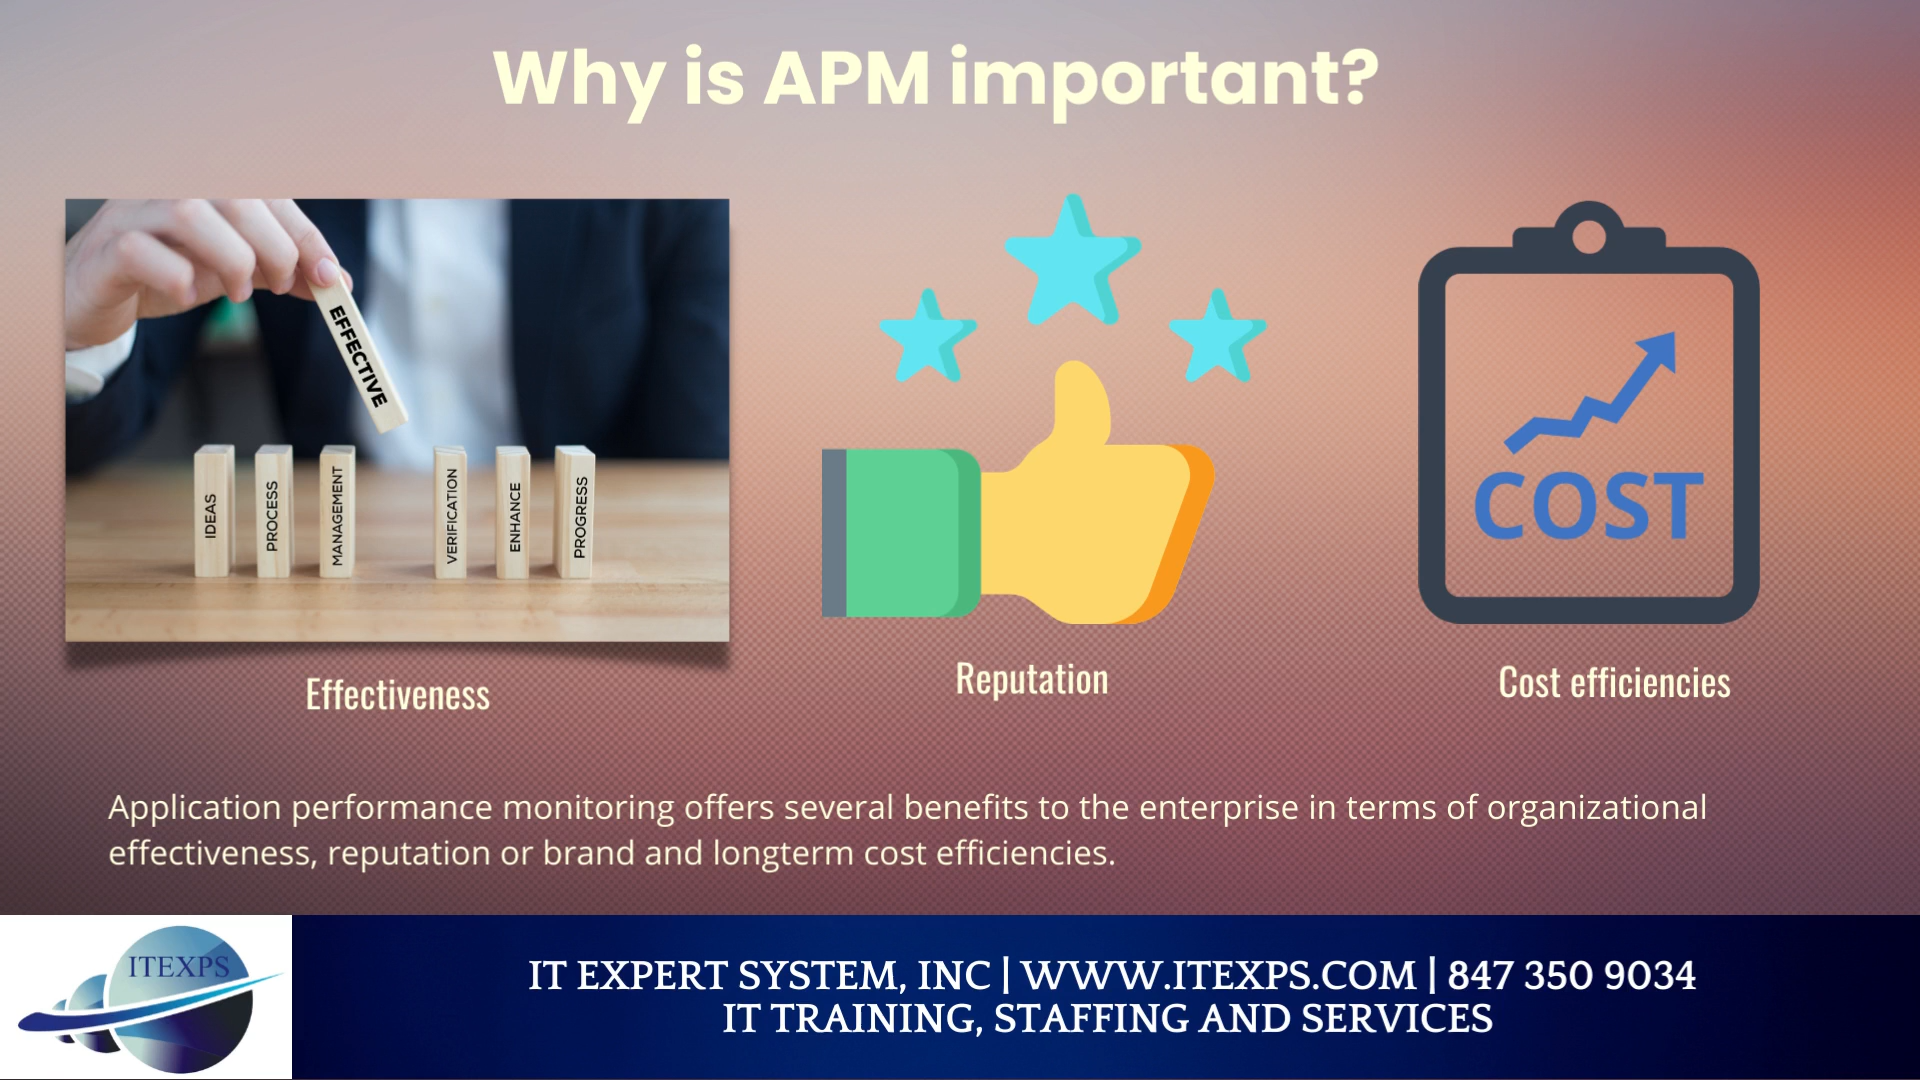 Why is APM important?
EFFECTIVE
IDEAS
PROCESS
MANAGEMENT
VERIFICATION
ENHANCE
PROGRESS
COST
Effectiveness
Reputation
Cost efficiencies
Application performance monitoring offers several benefits to the enterprise in terms of organizational
effectiveness, reputation or brand and longterm cost efficiencies.
ITEXPS
IT EXPERT SYSTEM, INC | WWW.ITEXPS.COM | 847 350 9034
IT TRAINING, STAFFING AND SERVICES